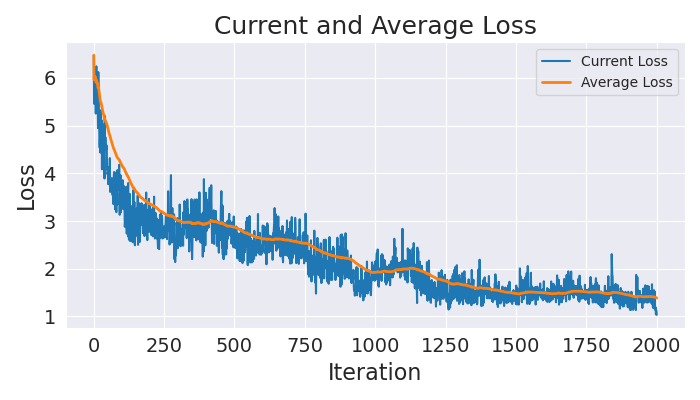 Current and Average Loss
Current Loss
Average Loss
Loss
6
5
4
3
2
1
0 250 500 750 1000 1250 1500 1750 2000
Iteration